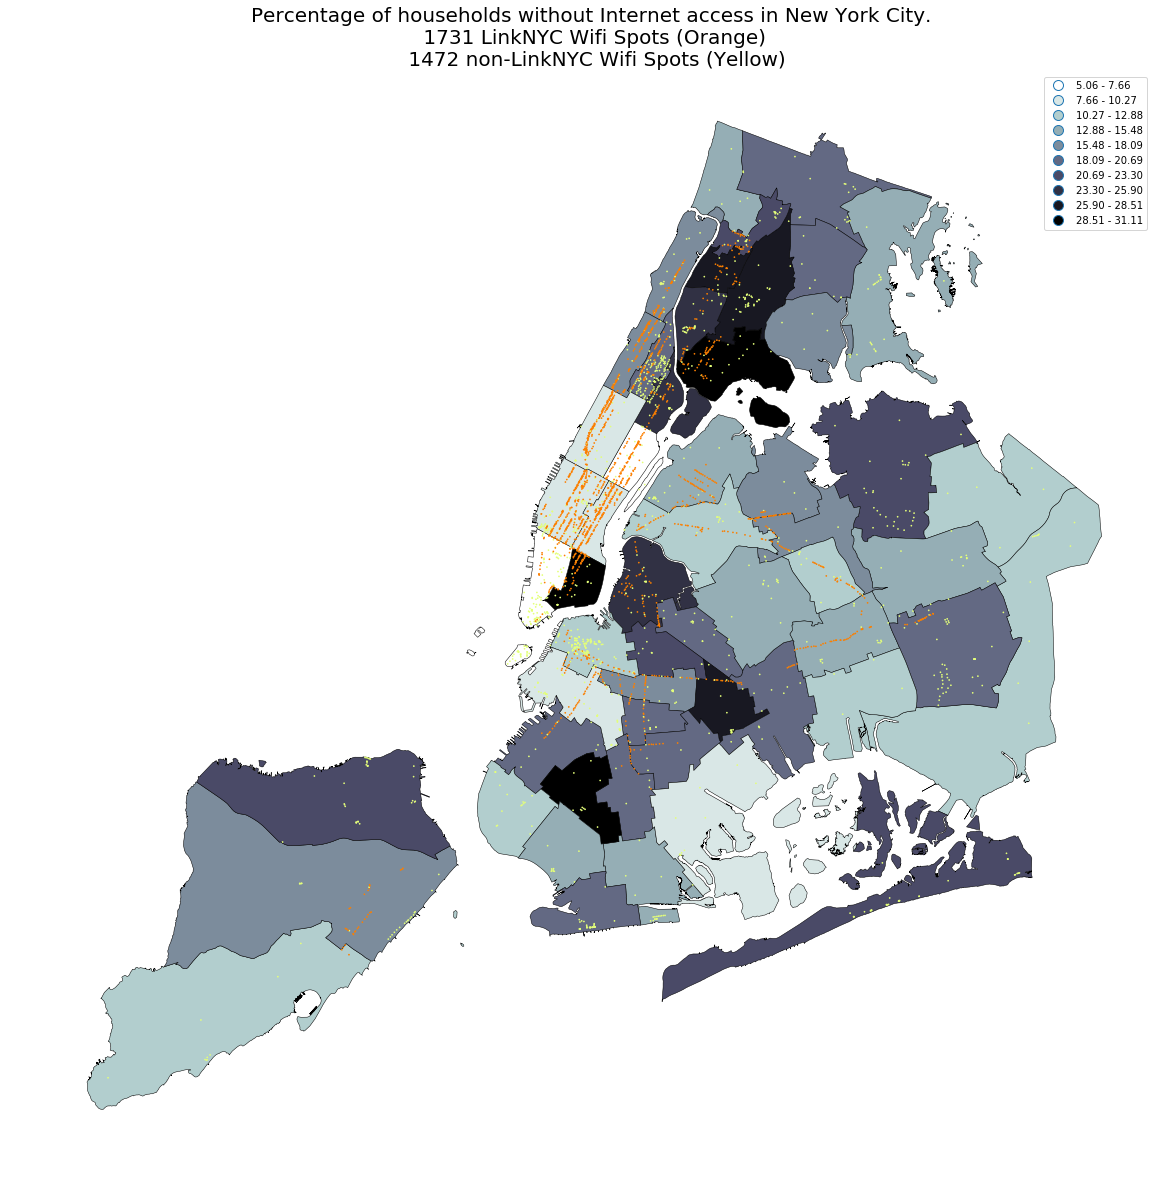 Percentage of households without Internet access in New York City.
1731 LinkNYC Wifi Spots (Orange)
1472 non-LinkNYC Wifi Spots (Yellow)
5.06 - 7.66
7.66 - 10.27
10.27 - 12.88
12.88 - 15.48
15.48 - 18.09
18.09 - 20.69
20.69 - 23.30
23.30 - 25.90
25.90 - 28.51
28.51 - 31.11